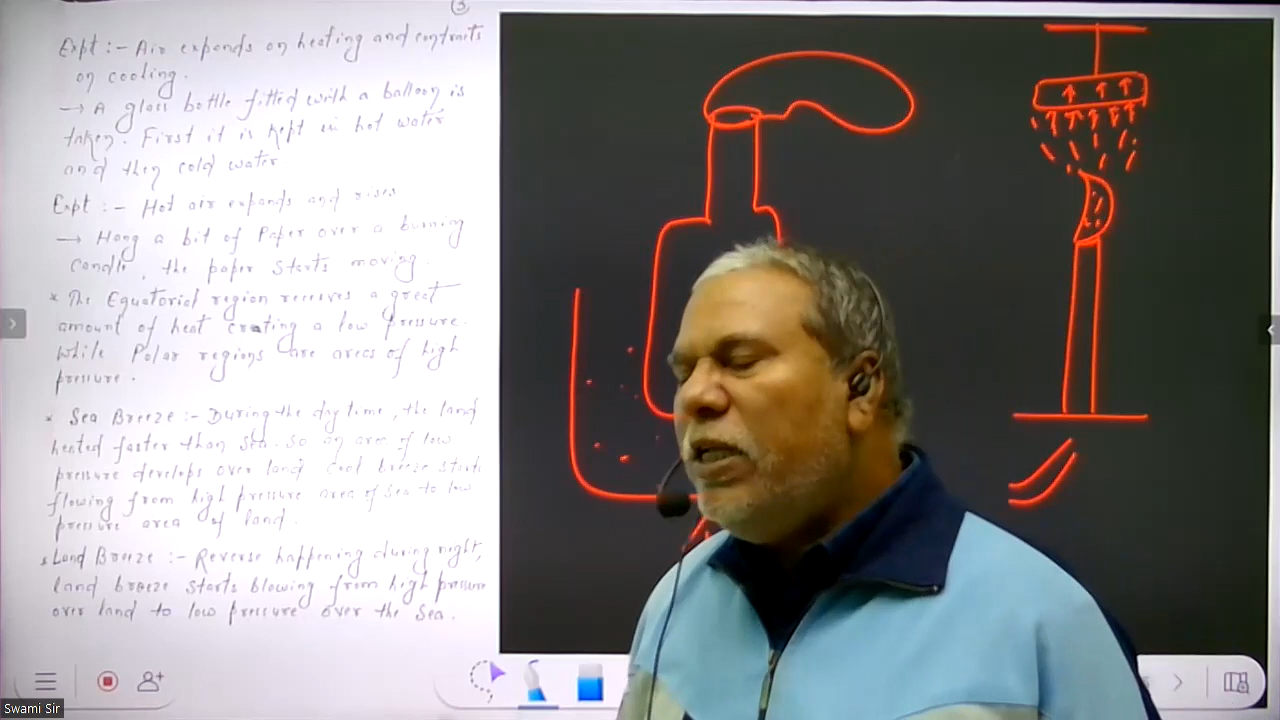 3
Expt :- Air expands on heating and contracts
on cooling.
→ A glass bottle fitted with a balloon is
taken. First it is kept in hot water
and then cold water
Expt :- Hot air expands and rises
→ Hang a bit of Paper over a burning
candle, the paper starts moving.
* The Equatorial region receives a great
amount of heat creating a low pressure.
while Polar regions are areas of high
pressure.
* Sea Breeze :- During the day time, the land
heated faster than sea. So an area of low
pressure develops over land cool breeze starts
flowing from high pressure area of sea to low
pressure area of land.
* Land Breeze :- Reverse happening during night,
land breeze starts blowing from high pressure
over land to low pressure over the sea.
Swami Sir